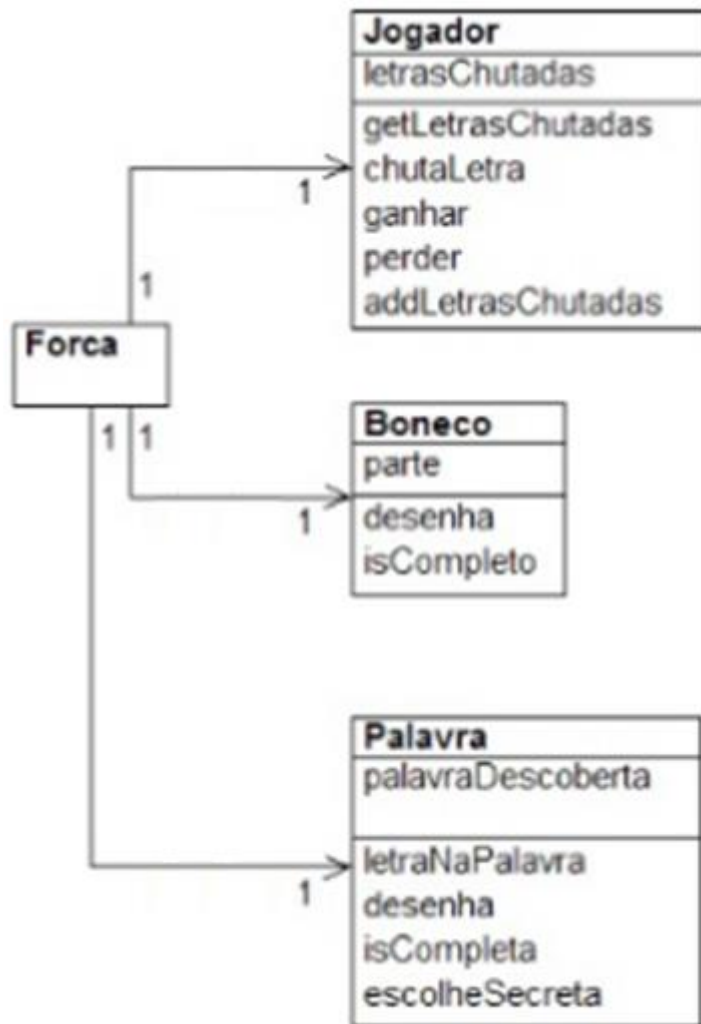 Jogador
letrasChutadas
getLetrasChutadas
chutaLetra
ganhar
perder
addLetrasChutadas
1
1
Forca
1
1
Boneco
parte
desenha
isCompleto
1
Palavra
palavraDescoberta
letraNaPalavra
desenha
isCompleta
escolheSecreta
1